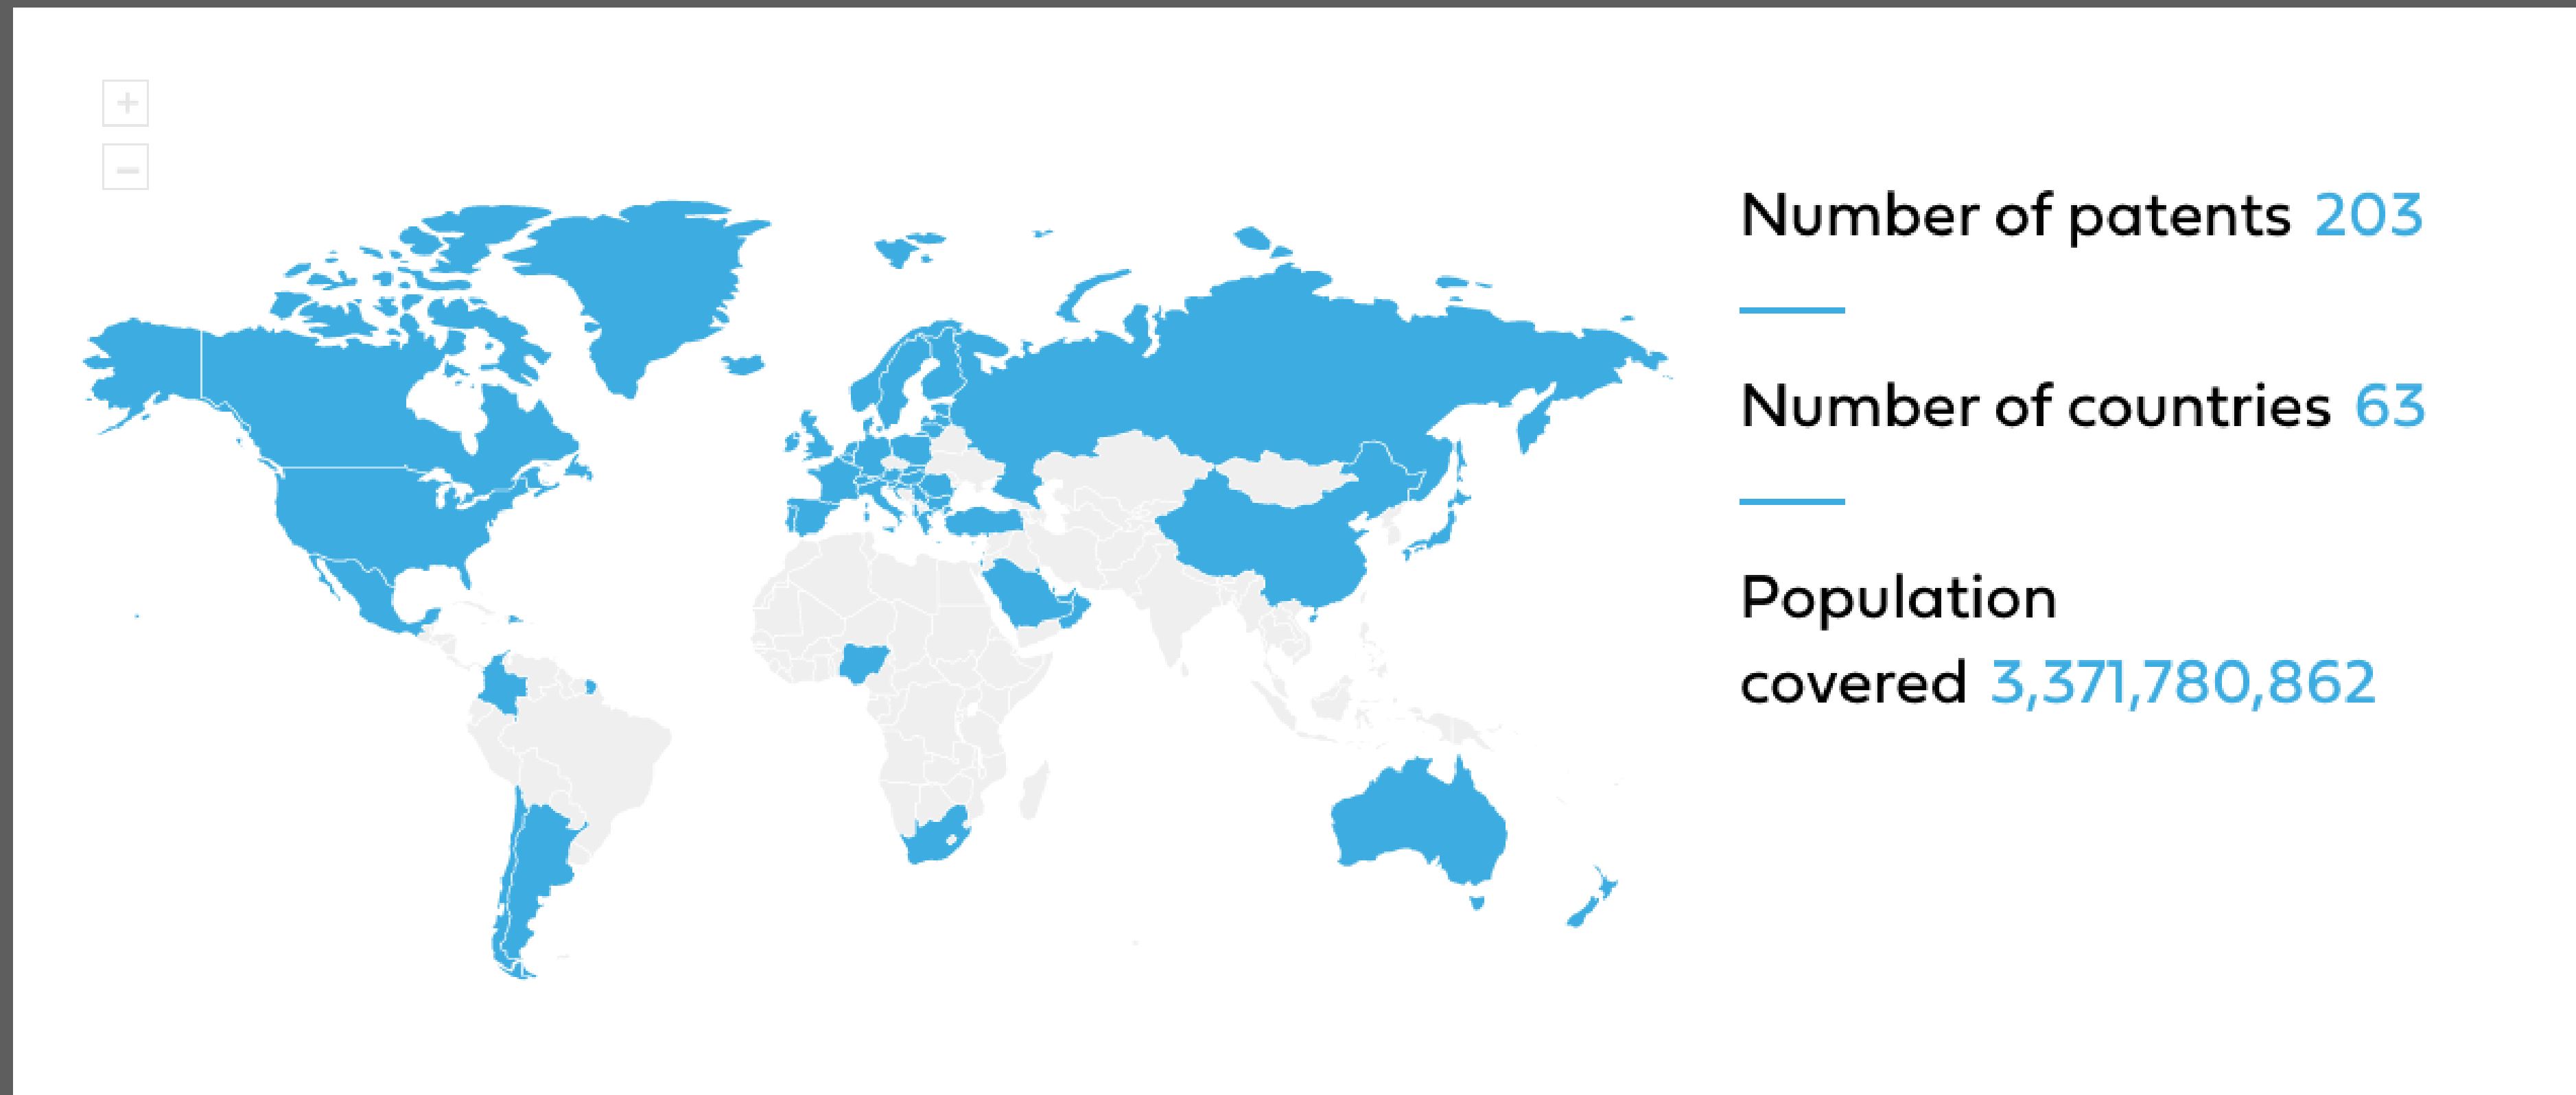 +
−
Number of patents 203
Number of countries 63
Population
covered 3,371,780,862